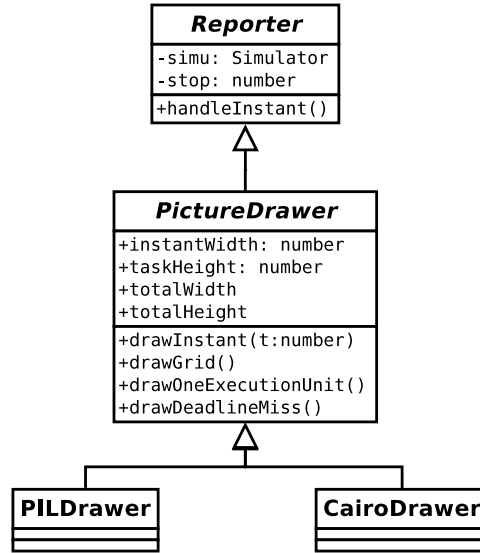 Reporter
-simu: Simulator
-stop: number
+handleInstant()
PictureDrawer
+instantWidth: number
+taskHeight: number
+totalWidth
+totalHeight
+drawInstant(t:number)
+drawGrid()
+drawOneExecutionUnit()
+drawDeadlineMiss()
PILDrawer
CairoDrawer